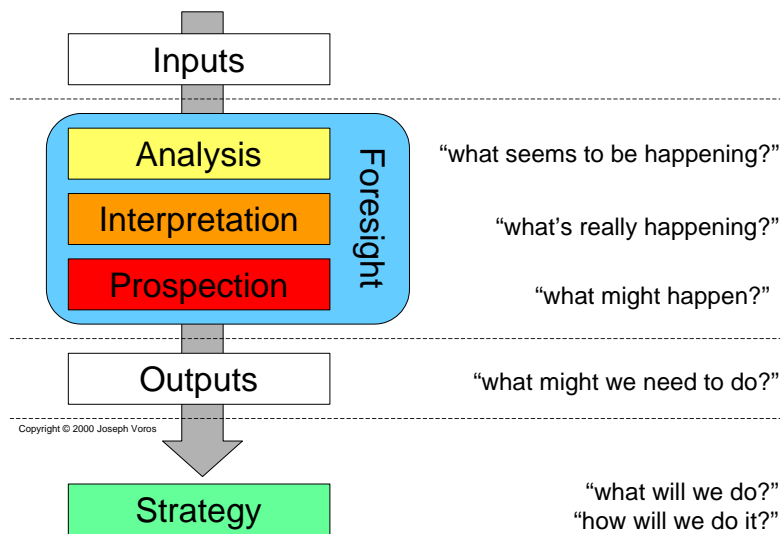 Inputs
Analysis
“what seems to be happening?”
Foresight
Interpretation
“what’s really happening?”
Prospection
“what might happen?”
Outputs
“what might we need to do?”
Copyright © 2000 Joseph Voros
Strategy
“what will we do?”
“how will we do it?”